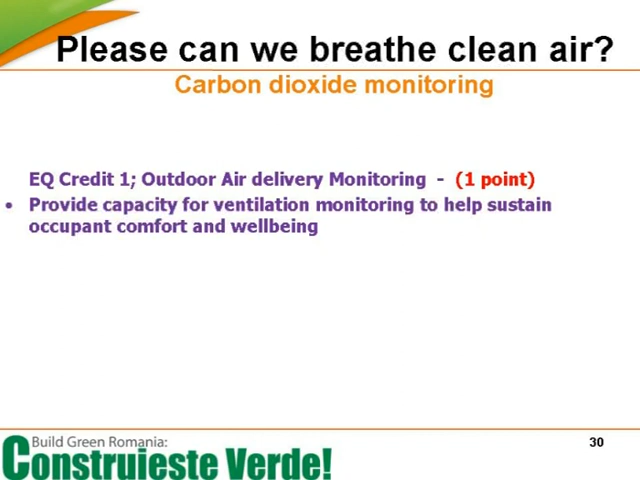 Please can we breathe clean air?
Carbon dioxide monitoring
EQ Credit 1; Outdoor Air delivery Monitoring - (1 point)
• Provide capacity for ventilation monitoring to help sustain
occupant comfort and wellbeing
Build Green Romania:
Construieste Verde!
30